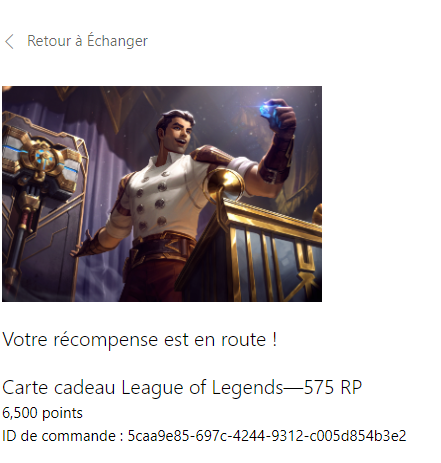 Retour à Échanger
Votre récompense est en route !
Carte cadeau League of Legends—575 RP
6,500 points
ID de commande : 5caa9e85-697c-4244-9312-c005d854b3e2